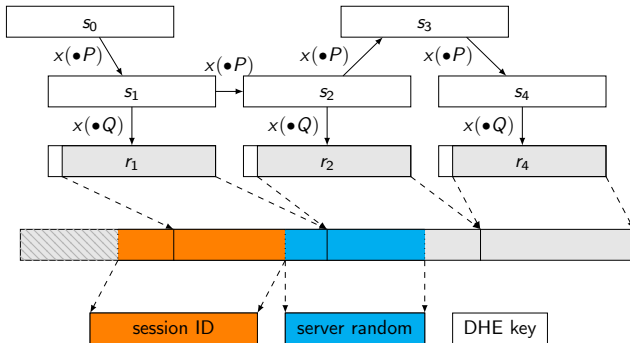 s₀
s₃
x(•P)
x(•P)
x(•P)
x(•P)
s₁
s₂
s₄
x(•Q)
x(•Q)
x(•Q)
r₁
r₂
r₄
session ID
server random
DHE key